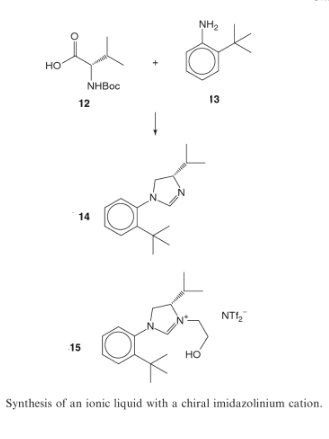 O
HO
NHBoc
12
+
NH₂
13
14
N
N
15
N
N⁺
HO
NTf₂⁻
Synthesis of an ionic liquid with a chiral imidazolinium cation.